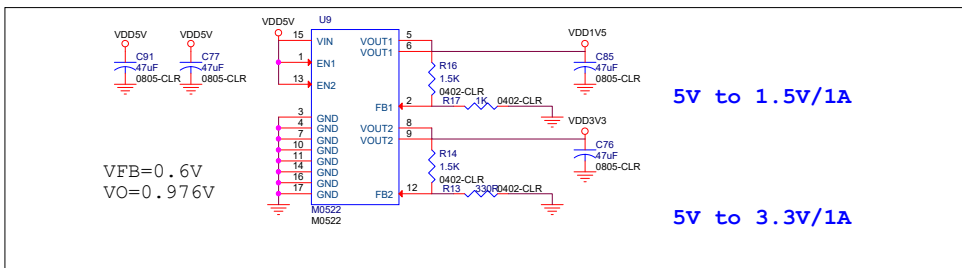 U9
VDD5V
VDD5V
VDD5V
C91
47uF
0805-CLR
C77
47uF
0805-CLR
15
VIN
1
EN1
13
EN2
3
GND
4
GND
7
GND
10
GND
11
GND
14
GND
16
GND
17
GND
VOUT1
5
VOUT1
6
FB1
2
VOUT2
8
VOUT2
9
FB2
12
M0522
M0522
R16
1.5K
0402-CLR
R17
1K
0402-CLR
R14
1.5K
0402-CLR
R13
330R
0402-CLR
VDD1V5
C85
47uF
0805-CLR
VDD3V3
C76
47uF
0805-CLR
5V to 1.5V/1A
5V to 3.3V/1A
VFB=0.6V
VO=0.976V